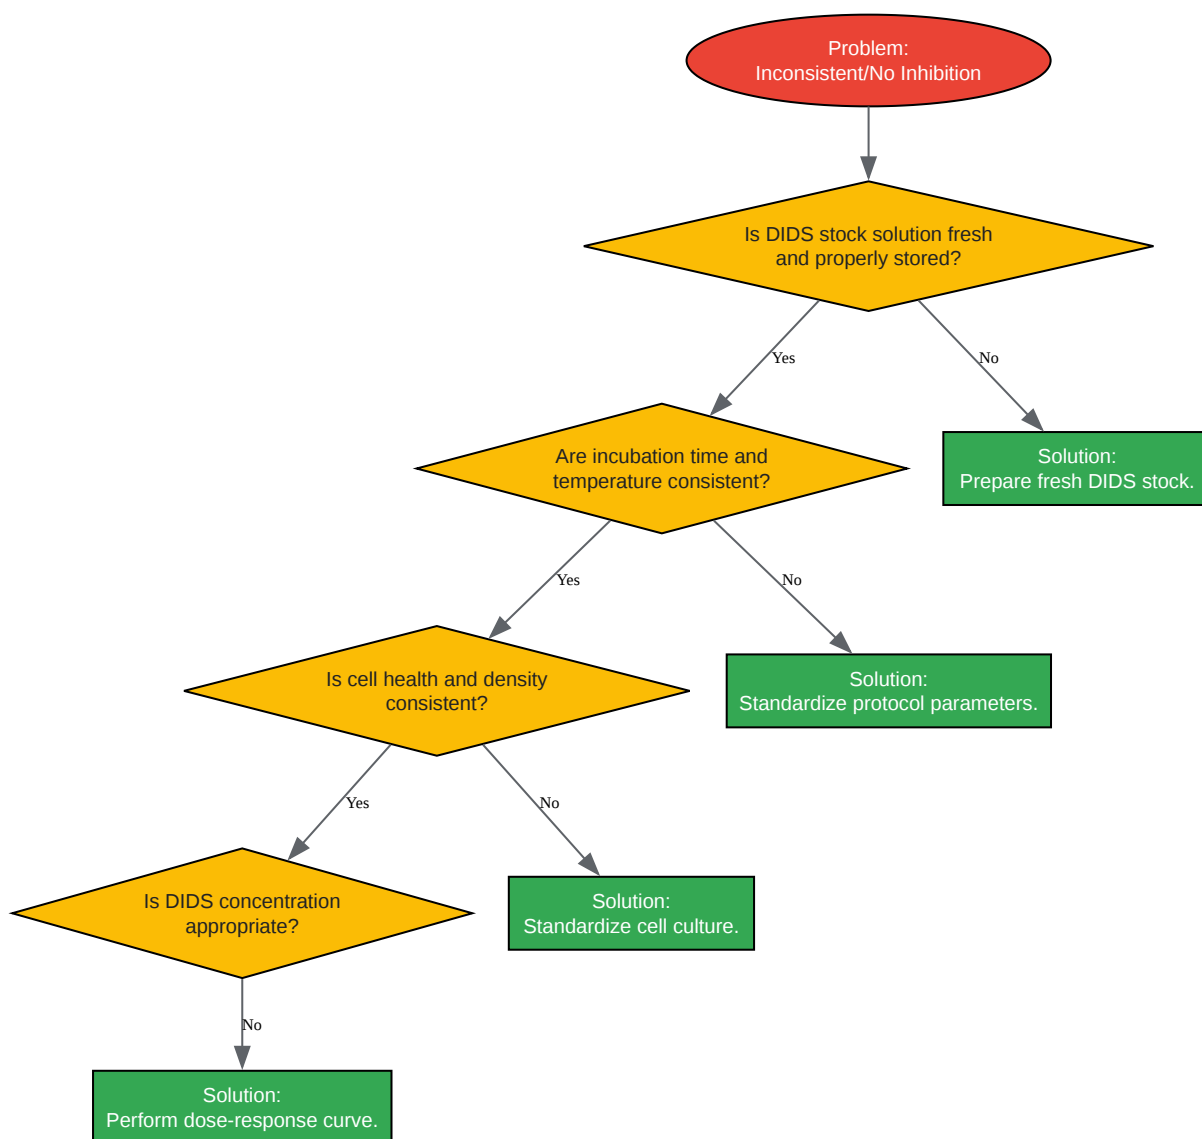 Problem:
Inconsistent/No Inhibition
Is DIDS stock solution fresh
and properly stored?
Yes
No
Are incubation time and
temperature consistent?
Solution:
Prepare fresh DIDS stock.
Yes
No
Is cell health and density
consistent?
Solution:
Standardize protocol parameters.
Yes
No
Is DIDS concentration
appropriate?
Solution:
Standardize cell culture.
No
Solution:
Perform dose-response curve.